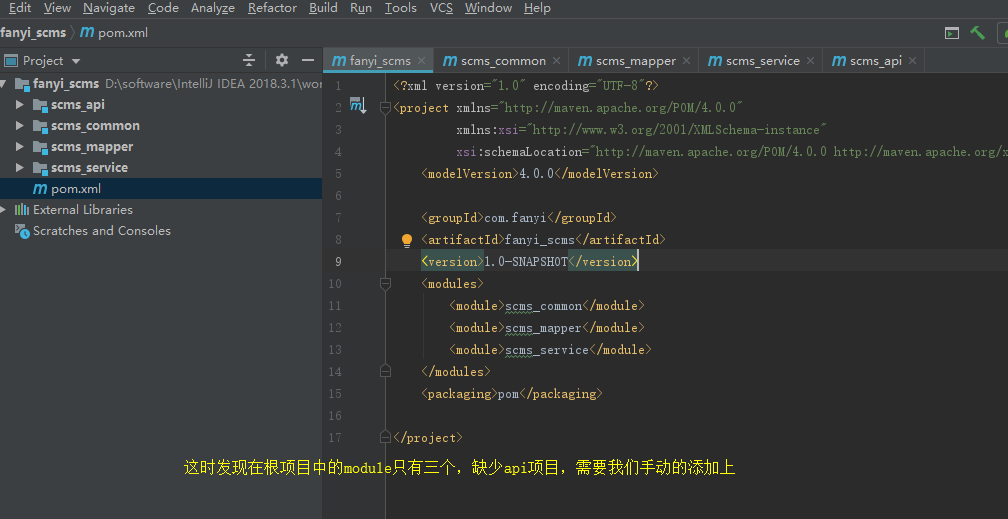 Edit View Navigate Code Analyze Refactor Build Run Tools VCS Window Help
fanyi_scms pom.xml
Project
fanyi_scms scms_common scms_mapper scms_service scms_api
fanyi_scms D:\software\IntelliJ IDEA 2018.3.1\wor
scms_api
scms_common
scms_mapper
scms_service
pom.xml
External Libraries
Scratches and Consoles
1 <?xml version="1.0" encoding="UTF-8"?>
2 <project xmlns="http://maven.apache.org/POM/4.0.0"
3 xmlns:xsi="http://www.w3.org/2001/XMLSchema-instance"
4 xsi:schemaLocation="http://maven.apache.org/POM/4.0.0 http://maven.apache.org/x
5 <modelVersion>4.0.0</modelVersion>
6
7 <groupId>com.fanyi</groupId>
8 <artifactId>fanyi_scms</artifactId>
9 <version>1.0-SNAPSHOT</version>
10 <modules>
11 <module>scms_common</module>
12 <module>scms_mapper</module>
13 <module>scms_service</module>
14 </modules>
15 <packaging>pom</packaging>
16
17 </project>
这时发现在根项目中的module只有三个，缺少api项目，需要我们手动的添加上